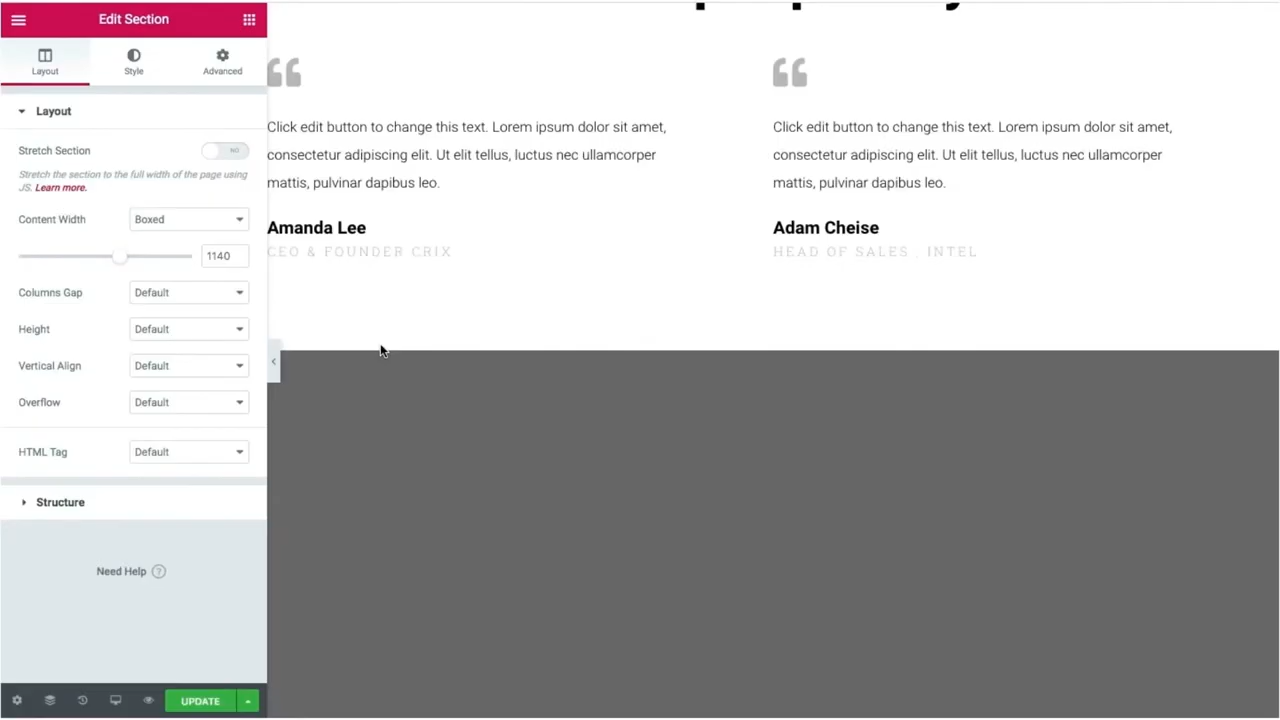 Edit Section
Layout
Style
Advanced
Layout
Stretch Section
NO
Stretch the section to the full width of the page using
JS. Learn more.
Content Width
Boxed
1140
Columns Gap
Default
Height
Default
Vertical Align
Default
Overflow
Default
HTML Tag
Default
Structure
Need Help
?
UPDATE
Click edit button to change this text. Lorem ipsum dolor sit amet,
consectetur adipiscing elit. Ut elit tellus, luctus nec ullamcorper
mattis, pulvinar dapibus leo.
Amanda Lee
CEO & FOUNDER CRIX
Click edit button to change this text. Lorem ipsum dolor sit amet,
consectetur adipiscing elit. Ut elit tellus, luctus nec ullamcorper
mattis, pulvinar dapibus leo.
Adam Cheise
HEAD OF SALES , INTEL